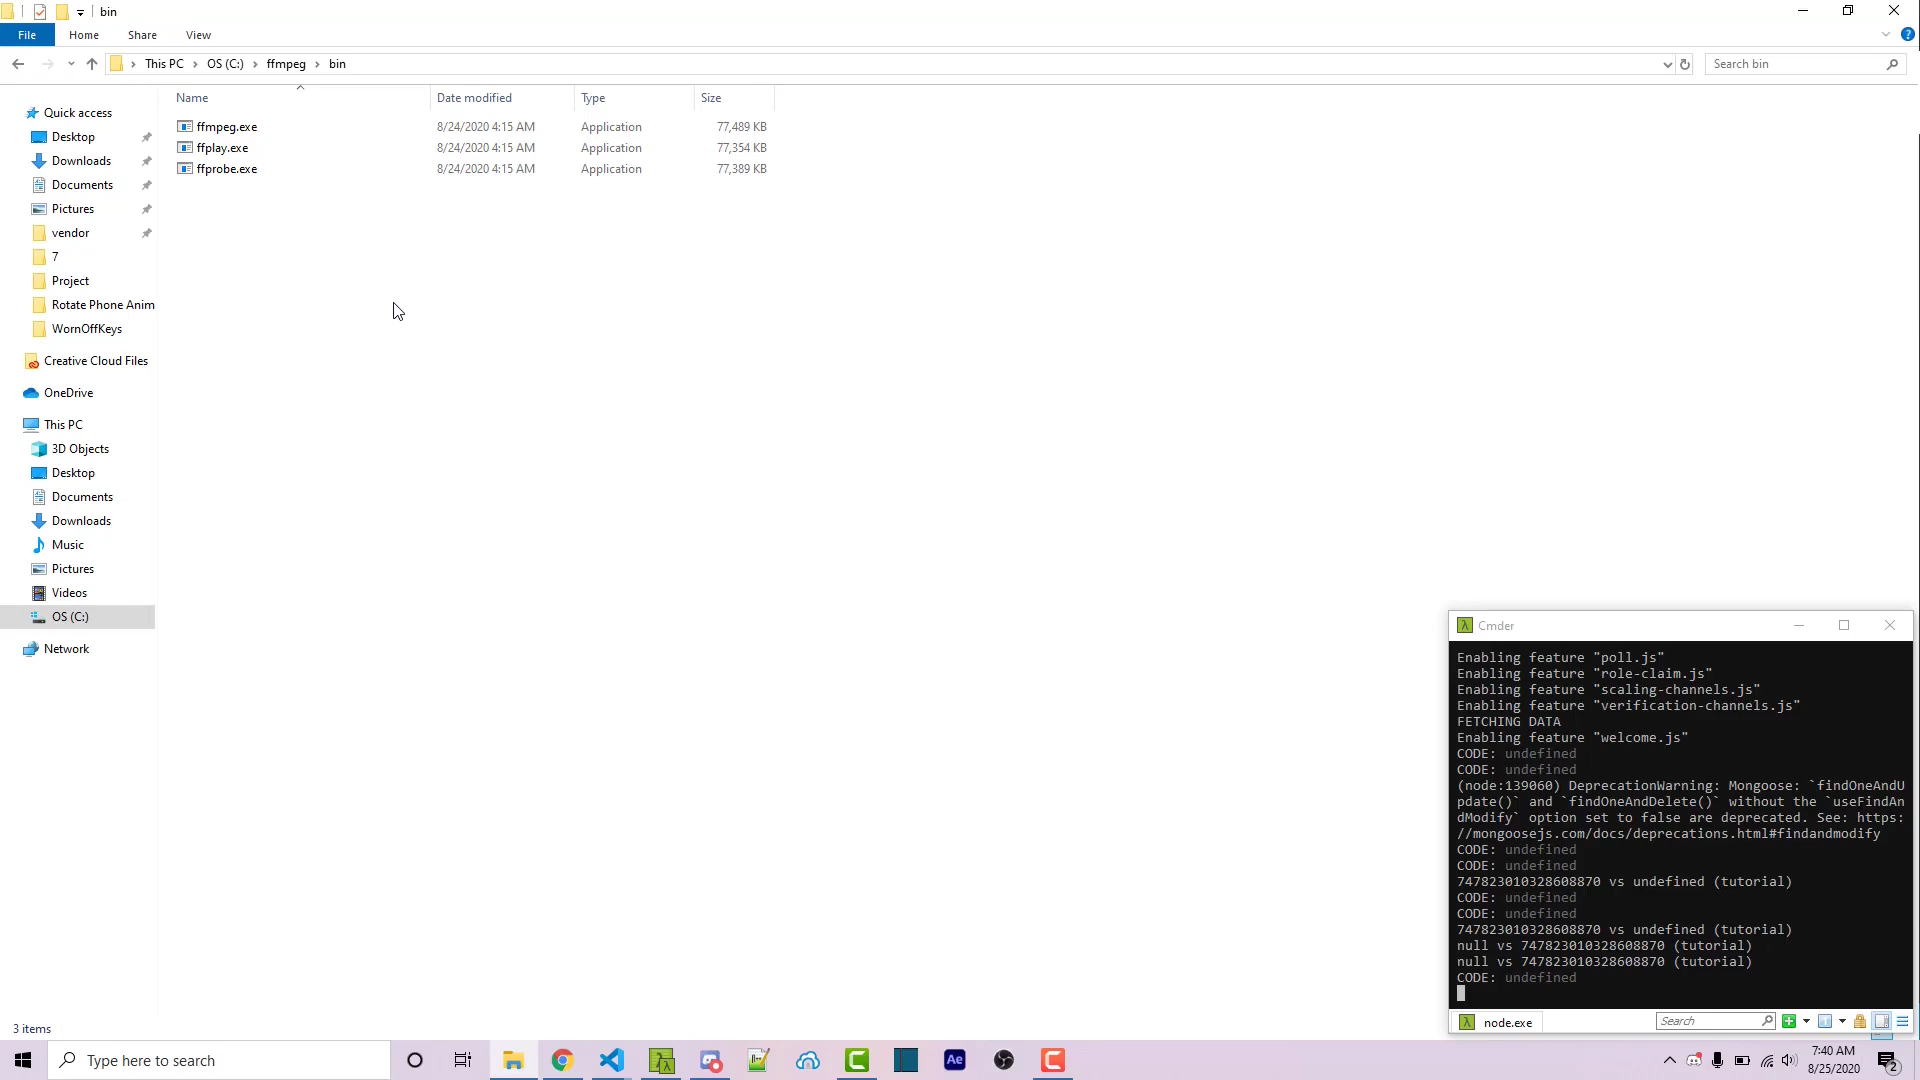 bin
File
Home
Share
View
This PC
OS (C:)
ffmpeg
bin
Search bin
Name
Date modified
Type
Size
ffmpeg.exe
8/24/2020 4:15 AM
Application
77,489 KB
ffplay.exe
8/24/2020 4:15 AM
Application
77,354 KB
ffprobe.exe
8/24/2020 4:15 AM
Application
77,389 KB
Quick access
Desktop
Downloads
Documents
Pictures
vendor
7
Project
Rotate Phone Anim
WornOffKeys
Creative Cloud Files
OneDrive
This PC
3D Objects
Desktop
Documents
Downloads
Music
Pictures
Videos
OS (C:)
Network
3 items
Cmder
Enabling feature "poll.js"
Enabling feature "role-claim.js"
Enabling feature "scaling-channels.js"
Enabling feature "verification-channels.js"
FETCHING DATA
Enabling feature "welcome.js"
CODE: undefined
CODE: undefined
(node:139060) DeprecationWarning: Mongoose: `findOneAndU
pdate()` and `findOneAndDelete()` without the `useFindAn
dModify` option set to false are deprecated. See: https:
//mongoosejs.com/docs/deprecations.html#findandmodify
CODE: undefined
CODE: undefined
747823010328608870 vs undefined (tutorial)
CODE: undefined
CODE: undefined
747823010328608870 vs undefined (tutorial)
null vs 747823010328608870 (tutorial)
null vs 747823010328608870 (tutorial)
CODE: undefined
node.exe
Search
Type here to search
Ae
7:40 AM
8/25/2020
2